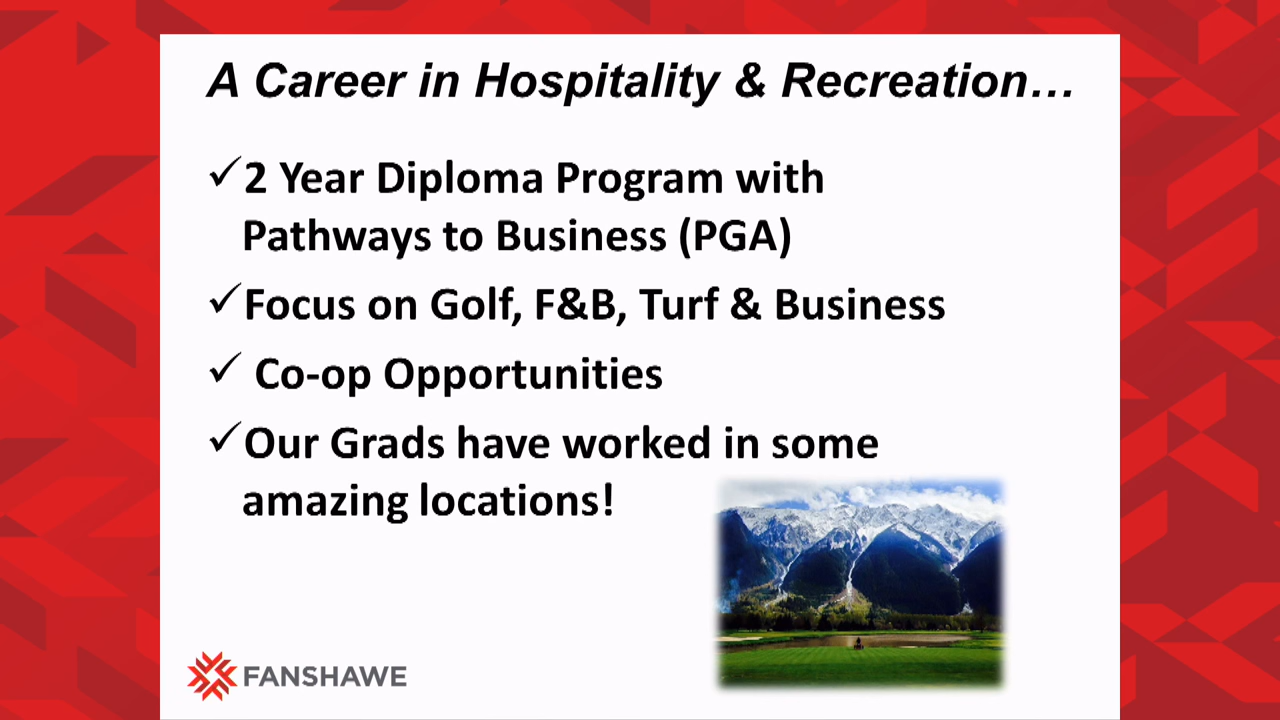 A Career in Hospitality & Recreation…
✓2 Year Diploma Program with
Pathways to Business (PGA)
✓Focus on Golf, F&B, Turf & Business
✓ Co-op Opportunities
✓Our Grads have worked in some
amazing locations!
FANSHAWE